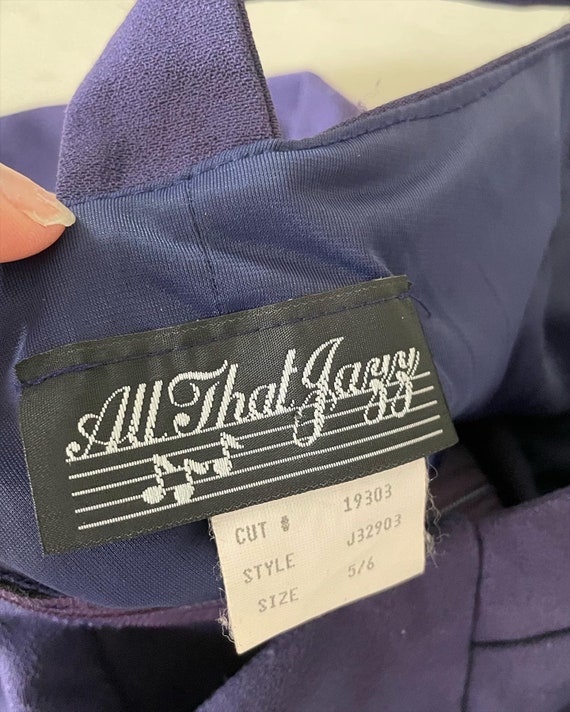 All That Jazz
CUT # 19303
STYLE J32903
SIZE 5/6